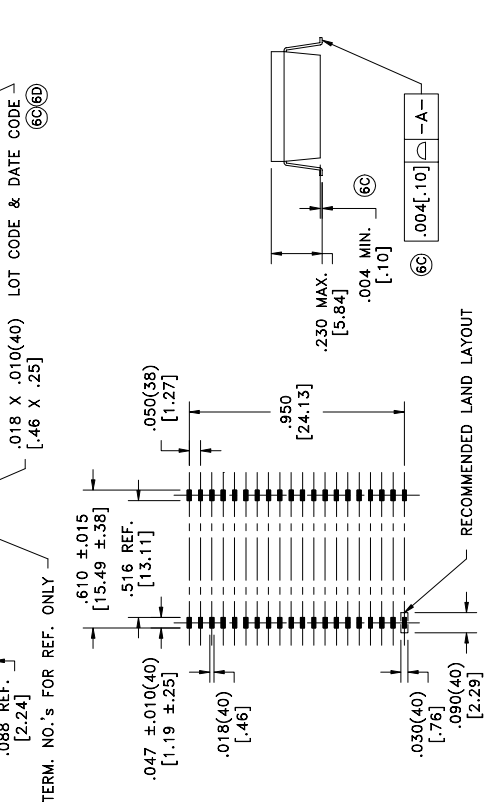 .088 REF.
[2.24]
TERM. NO.'s FOR REF. ONLY
.018 X .010(40)
[.46 X .25]
LOT CODE & DATE CODE
6C 6D
.047 ±.010(40)
[1.19 ±.25]
.610 ±.015
[15.49 ±.38]
.516 REF.
[13.11]
.050(38)
[1.27]
.018(40)
[.46]
.950
[24.13]
.030(40)
[.76]
.090(40)
[2.29]
RECOMMENDED LAND LAYOUT
.230 MAX.
[5.84]
.004 MIN.
[.10]
6C
6C
.004[.10] -A-